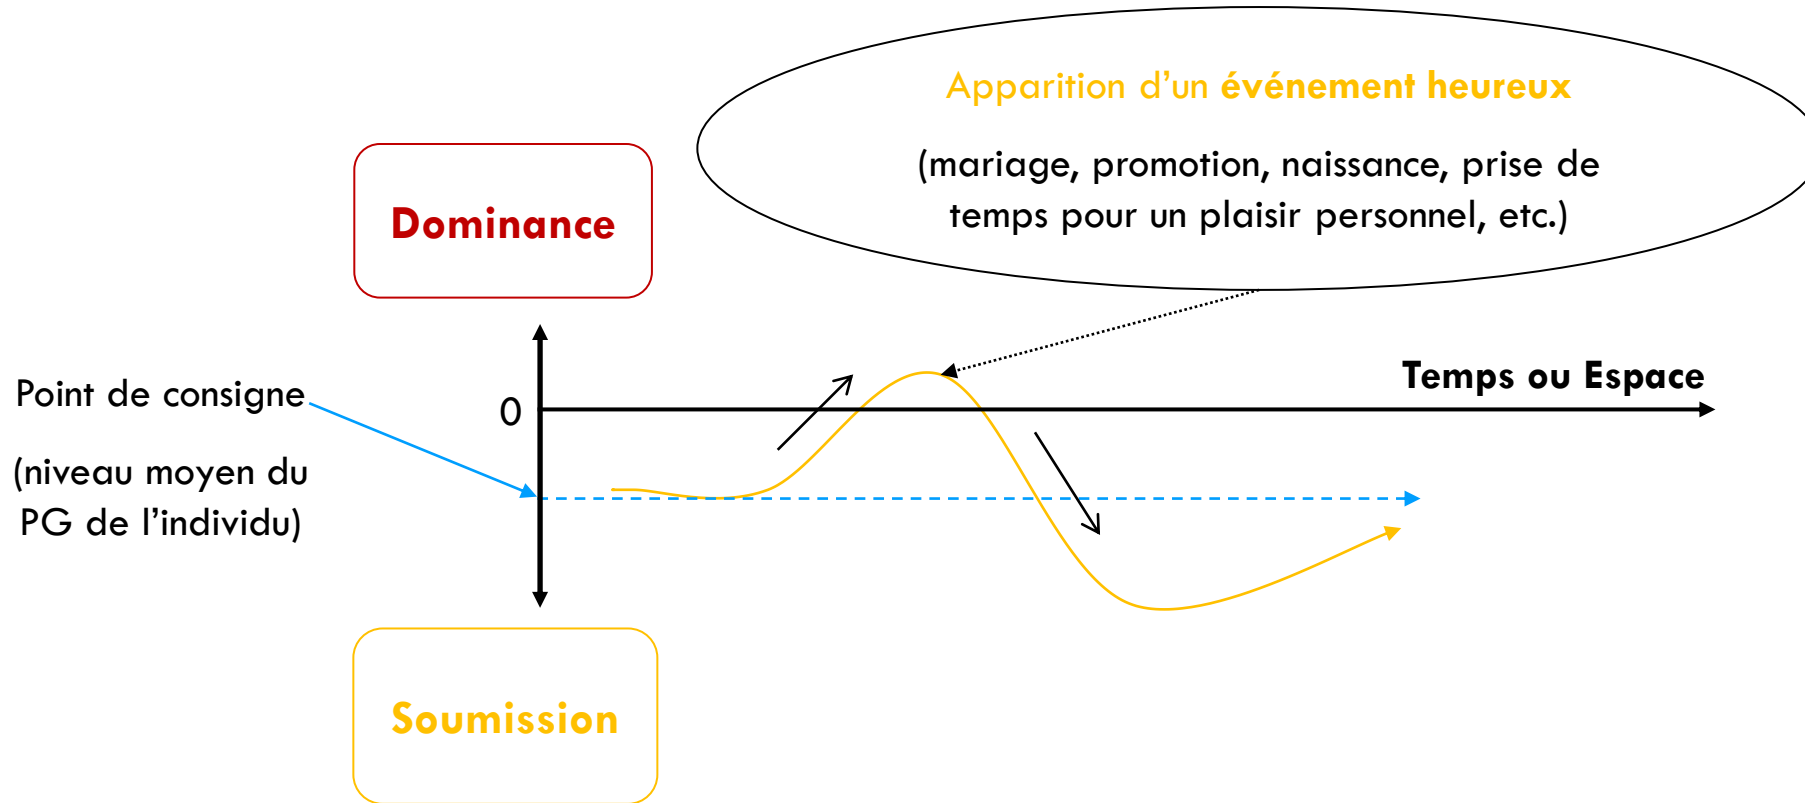 Apparition d’un événement heureux
(mariage, promotion, naissance, prise de
temps pour un plaisir personnel, etc.)
Dominance
Temps ou Espace
Point de consigne
0
(niveau moyen du
PG de l’individu)
Soumission